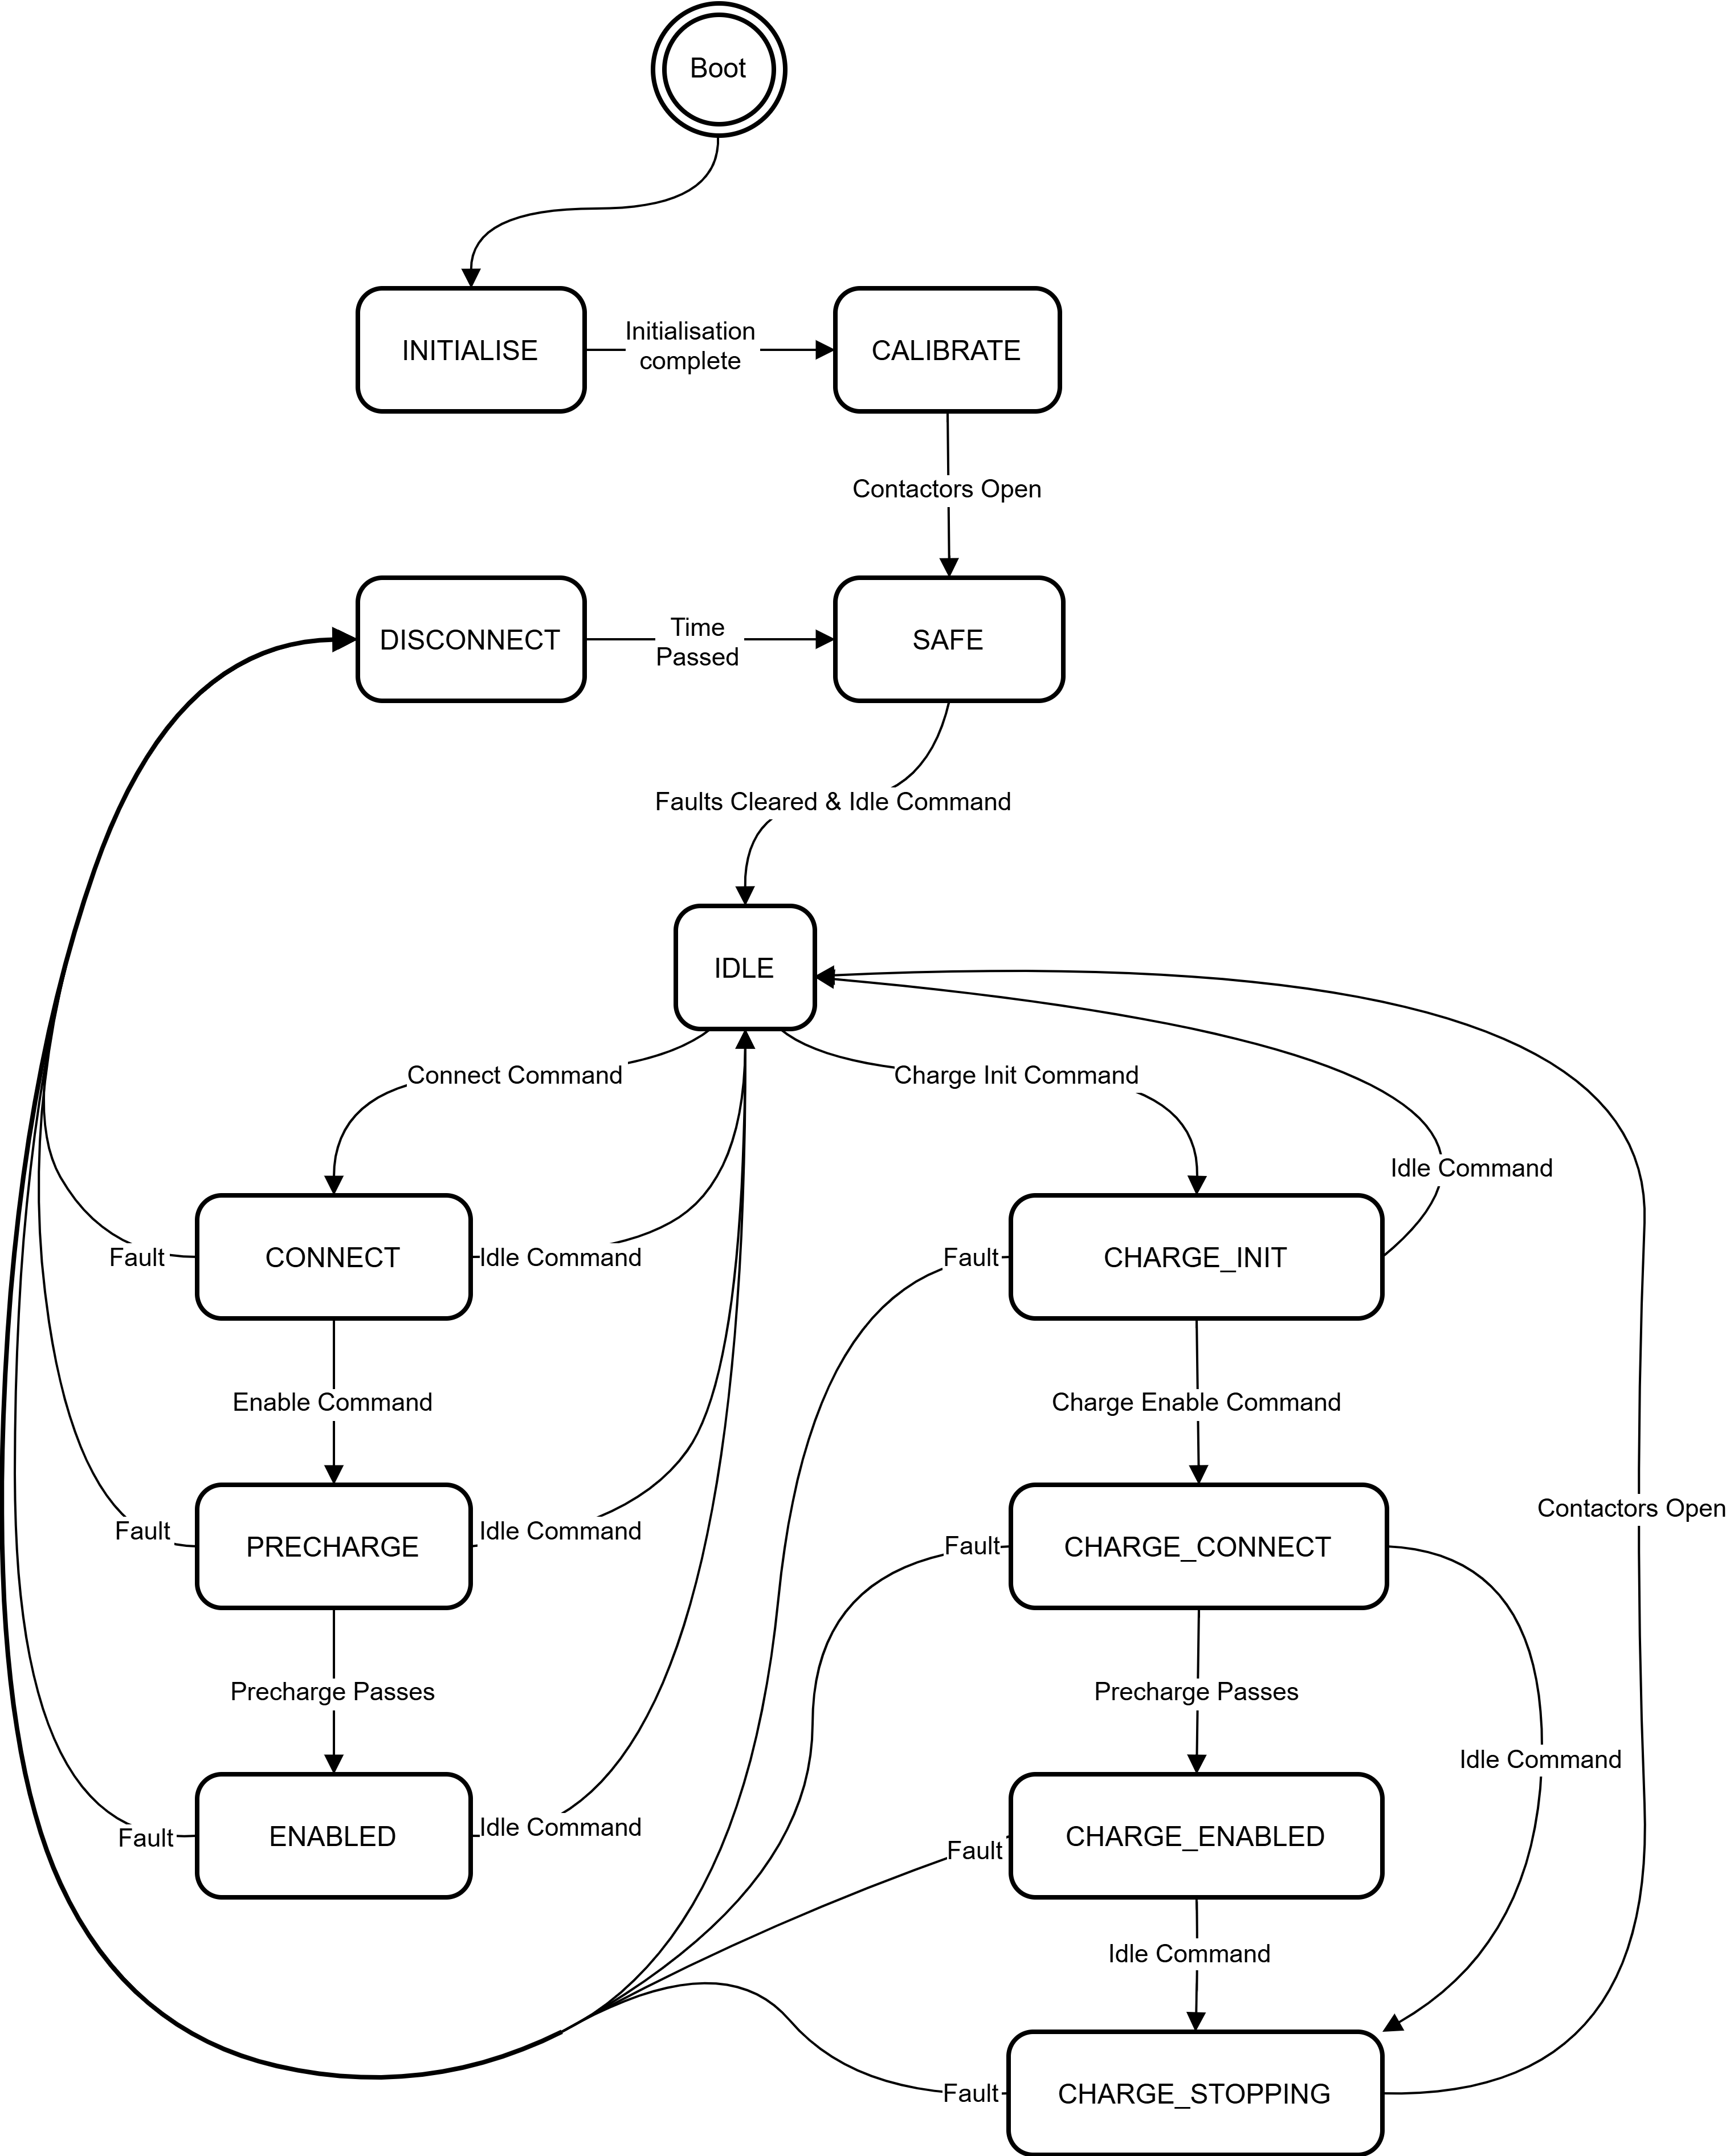 Boot
INITIALISE
Initialisation
complete
CALIBRATE
Contactors Open
DISCONNECT
Time
Passed
SAFE
Faults Cleared & Idle Command
IDLE
Connect Command
Charge Init Command
Idle Command
Fault
CONNECT
Idle Command
Fault
CHARGE_INIT
Enable Command
Charge Enable Command
Contactors Open
Fault
PRECHARGE
Idle Command
Fault
CHARGE_CONNECT
Precharge Passes
Precharge Passes
Idle Command
Fault
ENABLED
Idle Command
Fault
CHARGE_ENABLED
Idle Command
Fault
CHARGE_STOPPING